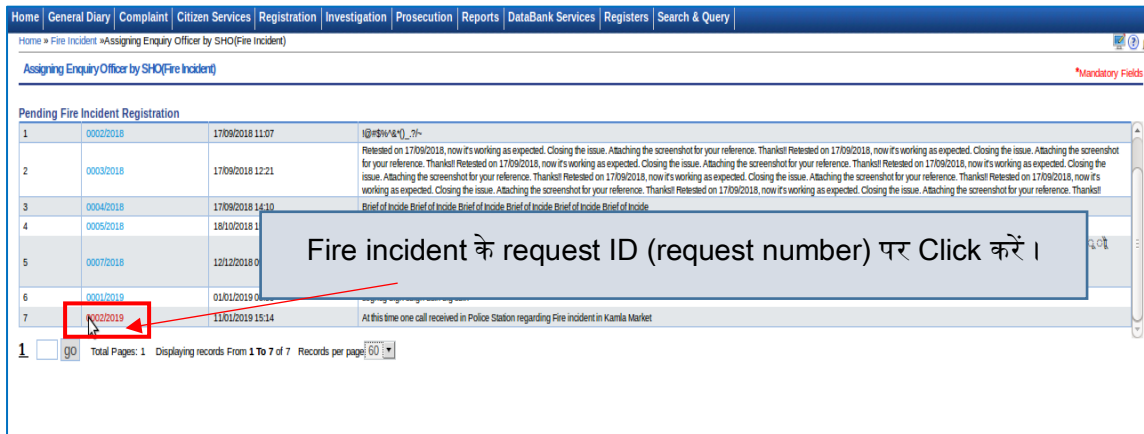 Home General Diary Complaint Citizen Services Registration Investigation Prosecution Reports DataBank Services Registers Search & Query
Home » Fire Incident »Assigning Enquiry Officer by SHO(Fire Incident)
Assigning Enquiry Officer by SHO(Fire Incident) *Mandatory Fields
Pending Fire Incident Registration
1 0002/2018 17/09/2018 11:07 !@#$%^&*()_.?/~
Retested on 17/09/2018, now it's working as expected. Closing the issue. Attaching the screenshot for your reference. Thanks!! Retested on 17/09/2018, now it's working as expected. Closing the issue. Attaching the screenshot
for your reference. Thanks!! Retested on 17/09/2018, now it's working as expected. Closing the issue. Attaching the screenshot for your reference. Thanks!! Retested on 17/09/2018, now it's working as expected. Closing the
2 0003/2018 17/09/2018 12:21 issue. Attaching the screenshot for your reference. Thanks!! Retested on 17/09/2018, now it's working as expected. Closing the issue. Attaching the screenshot for your reference. Thanks!! Retested on 17/09/2018, now it's
working as expected. Closing the issue. Attaching the screenshot for your reference. Thanks!! Retested on 17/09/2018, now it's working as expected. Closing the issue. Attaching the screenshot for your reference. Thanks!!
3 0004/2018 17/09/2018 14:10 Brief of Incide Brief of Incide Brief of Incide Brief of Incide Brief of Incide Brief of Incide
4 0005/2018 18/10/2018 1
Fire incident के request ID (request number) पर Click करें।
5 0007/2018 12/12/2018 0
6 0001/2019 01/01/2019
7 0002/2019 11/01/2019 15:14 At this time one call received in Police Station regarding Fire incident in Kamla Market
1 go Total Pages: 1 Displaying records From 1 To 7 of 7 Records per page 60